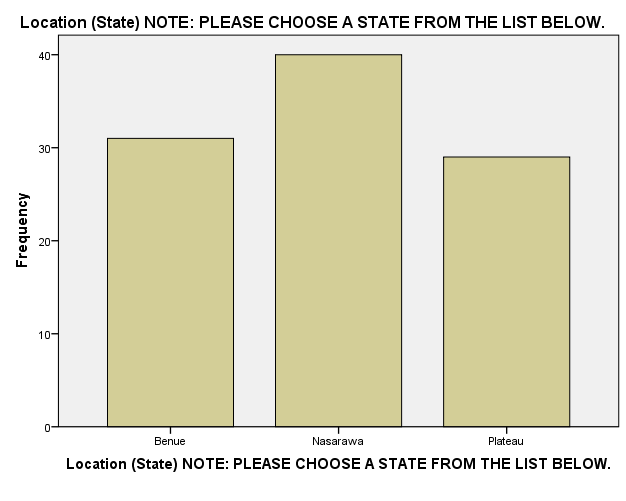 Location (State) NOTE: PLEASE CHOOSE A STATE FROM THE LIST BELOW.
40
30
20
10
0
Frequency
Benue Nasarawa Plateau
Location (State) NOTE: PLEASE CHOOSE A STATE FROM THE LIST BELOW.